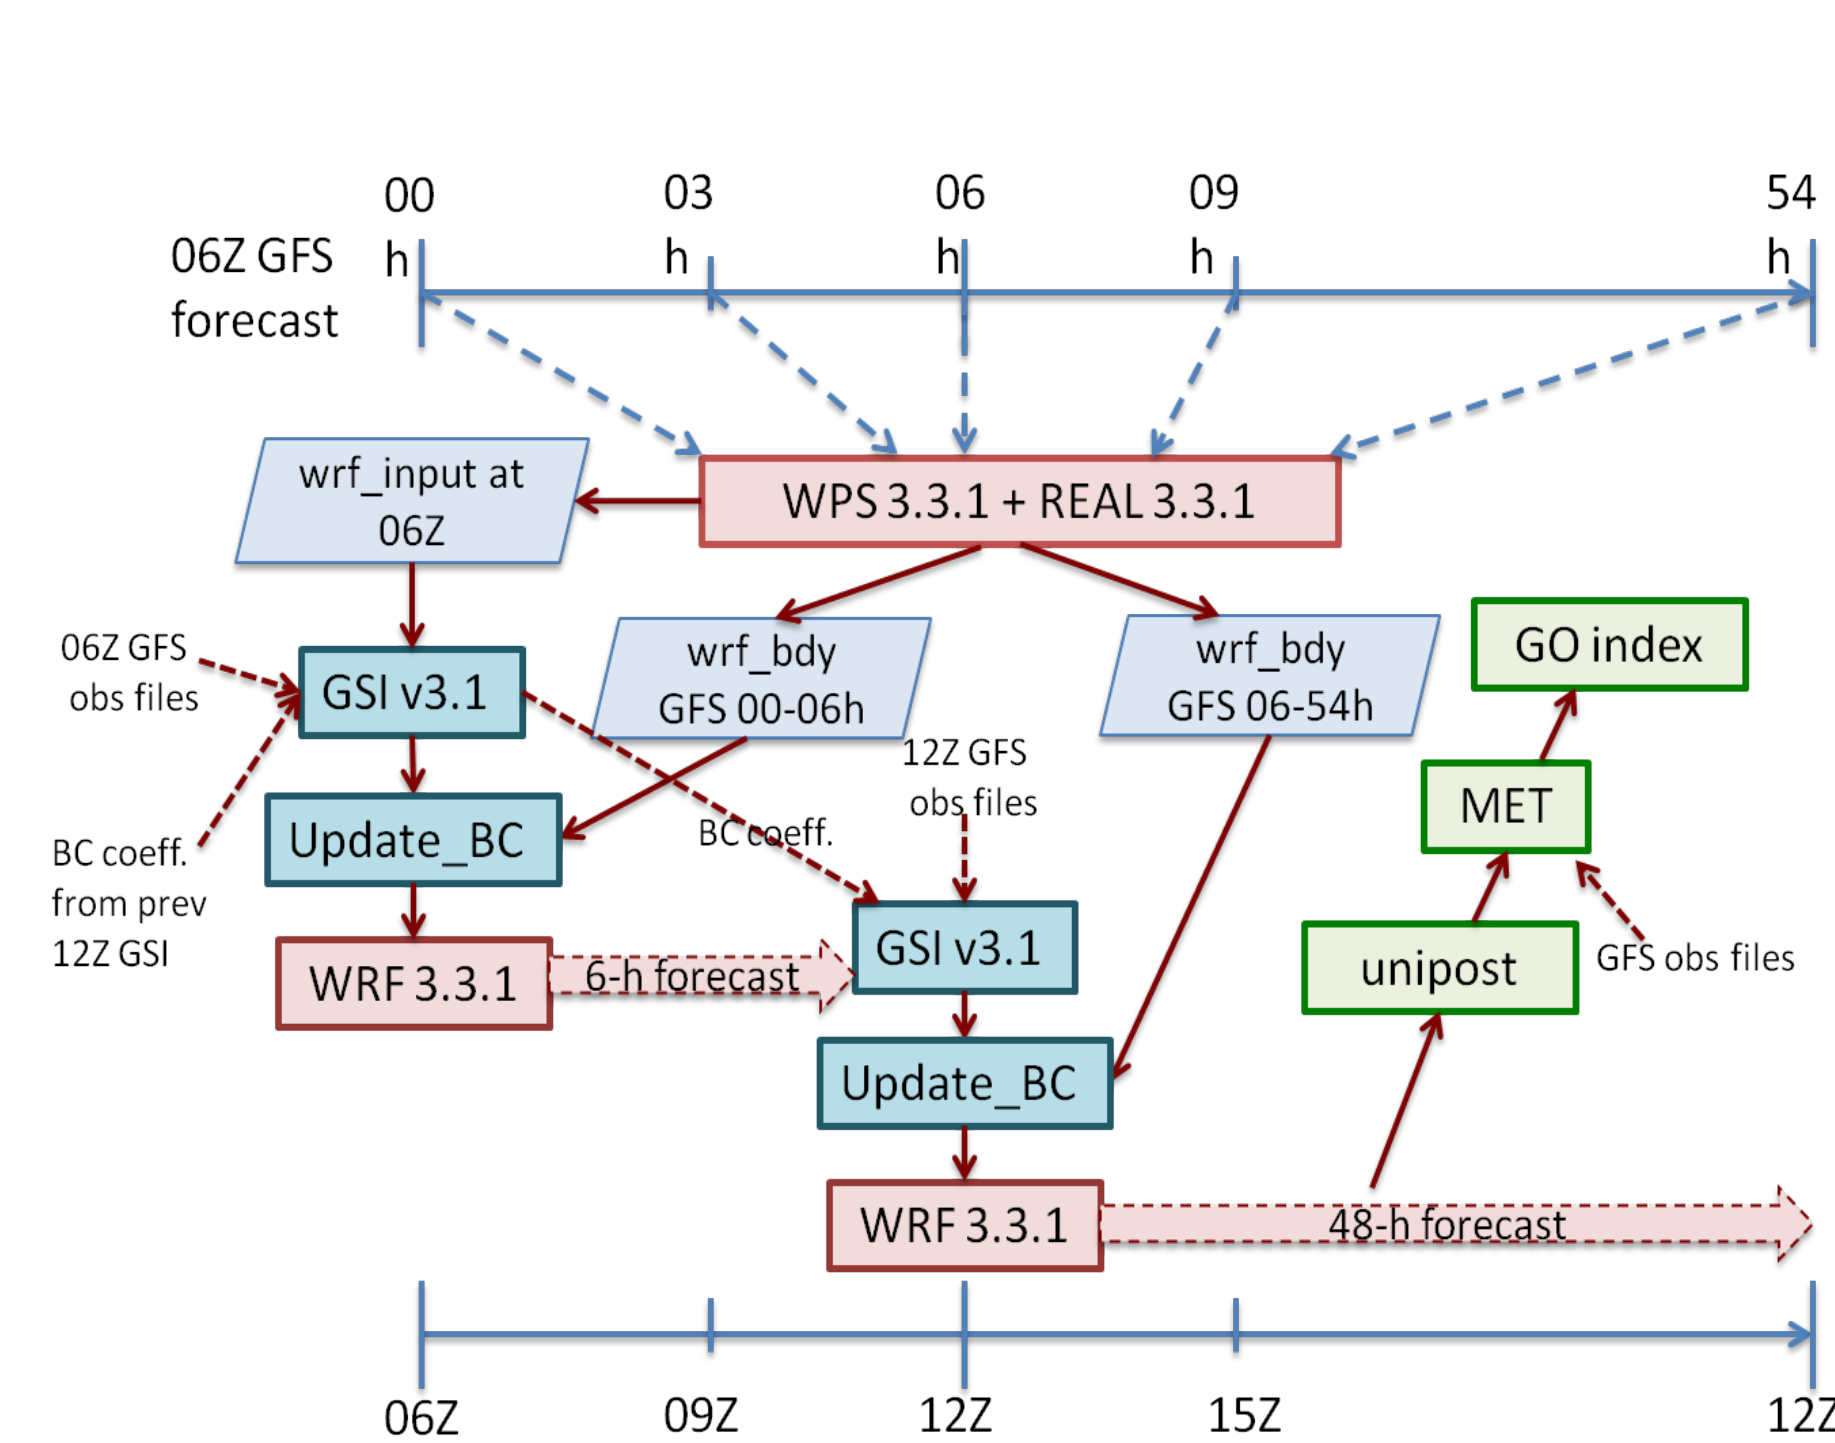 00
h
03
h
06
h
09
h
54
h
06Z GFS
forecast
wrf_input at
06Z
WPS 3.3.1 + REAL 3.3.1
06Z GFS
obs files
GSI v3.1
wrf_bdy
GFS 00-06h
wrf_bdy
GFS 06-54h
GO index
12Z GFS
obs files
BC coeff.
MET
BC coeff.
from prev
12Z GSI
Update_BC
WRF 3.3.1
6-h forecast
GSI v3.1
unipost
GFS obs files
Update_BC
WRF 3.3.1
48-h forecast
06Z
09Z
12Z
15Z
12Z